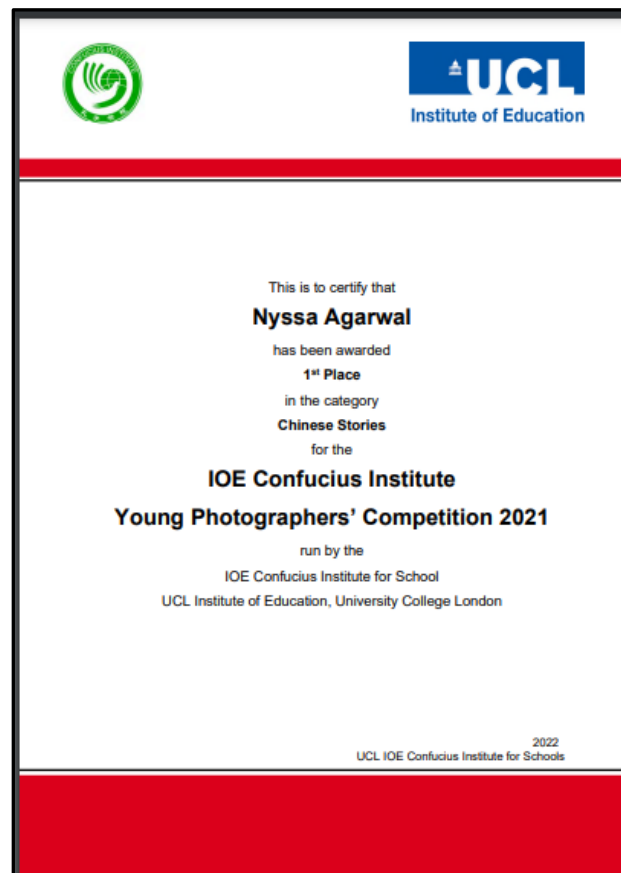 CONFUCIUS INSTITUTE
UCL
Institute of Education
This is to certify that
Nyssa Agarwal
has been awarded
1st Place
in the category
Chinese Stories
for the
IOE Confucius Institute
Young Photographers’ Competition 2021
run by the
IOE Confucius Institute for School
UCL Institute of Education, University College London
2022
UCL IOE Confucius Institute for Schools